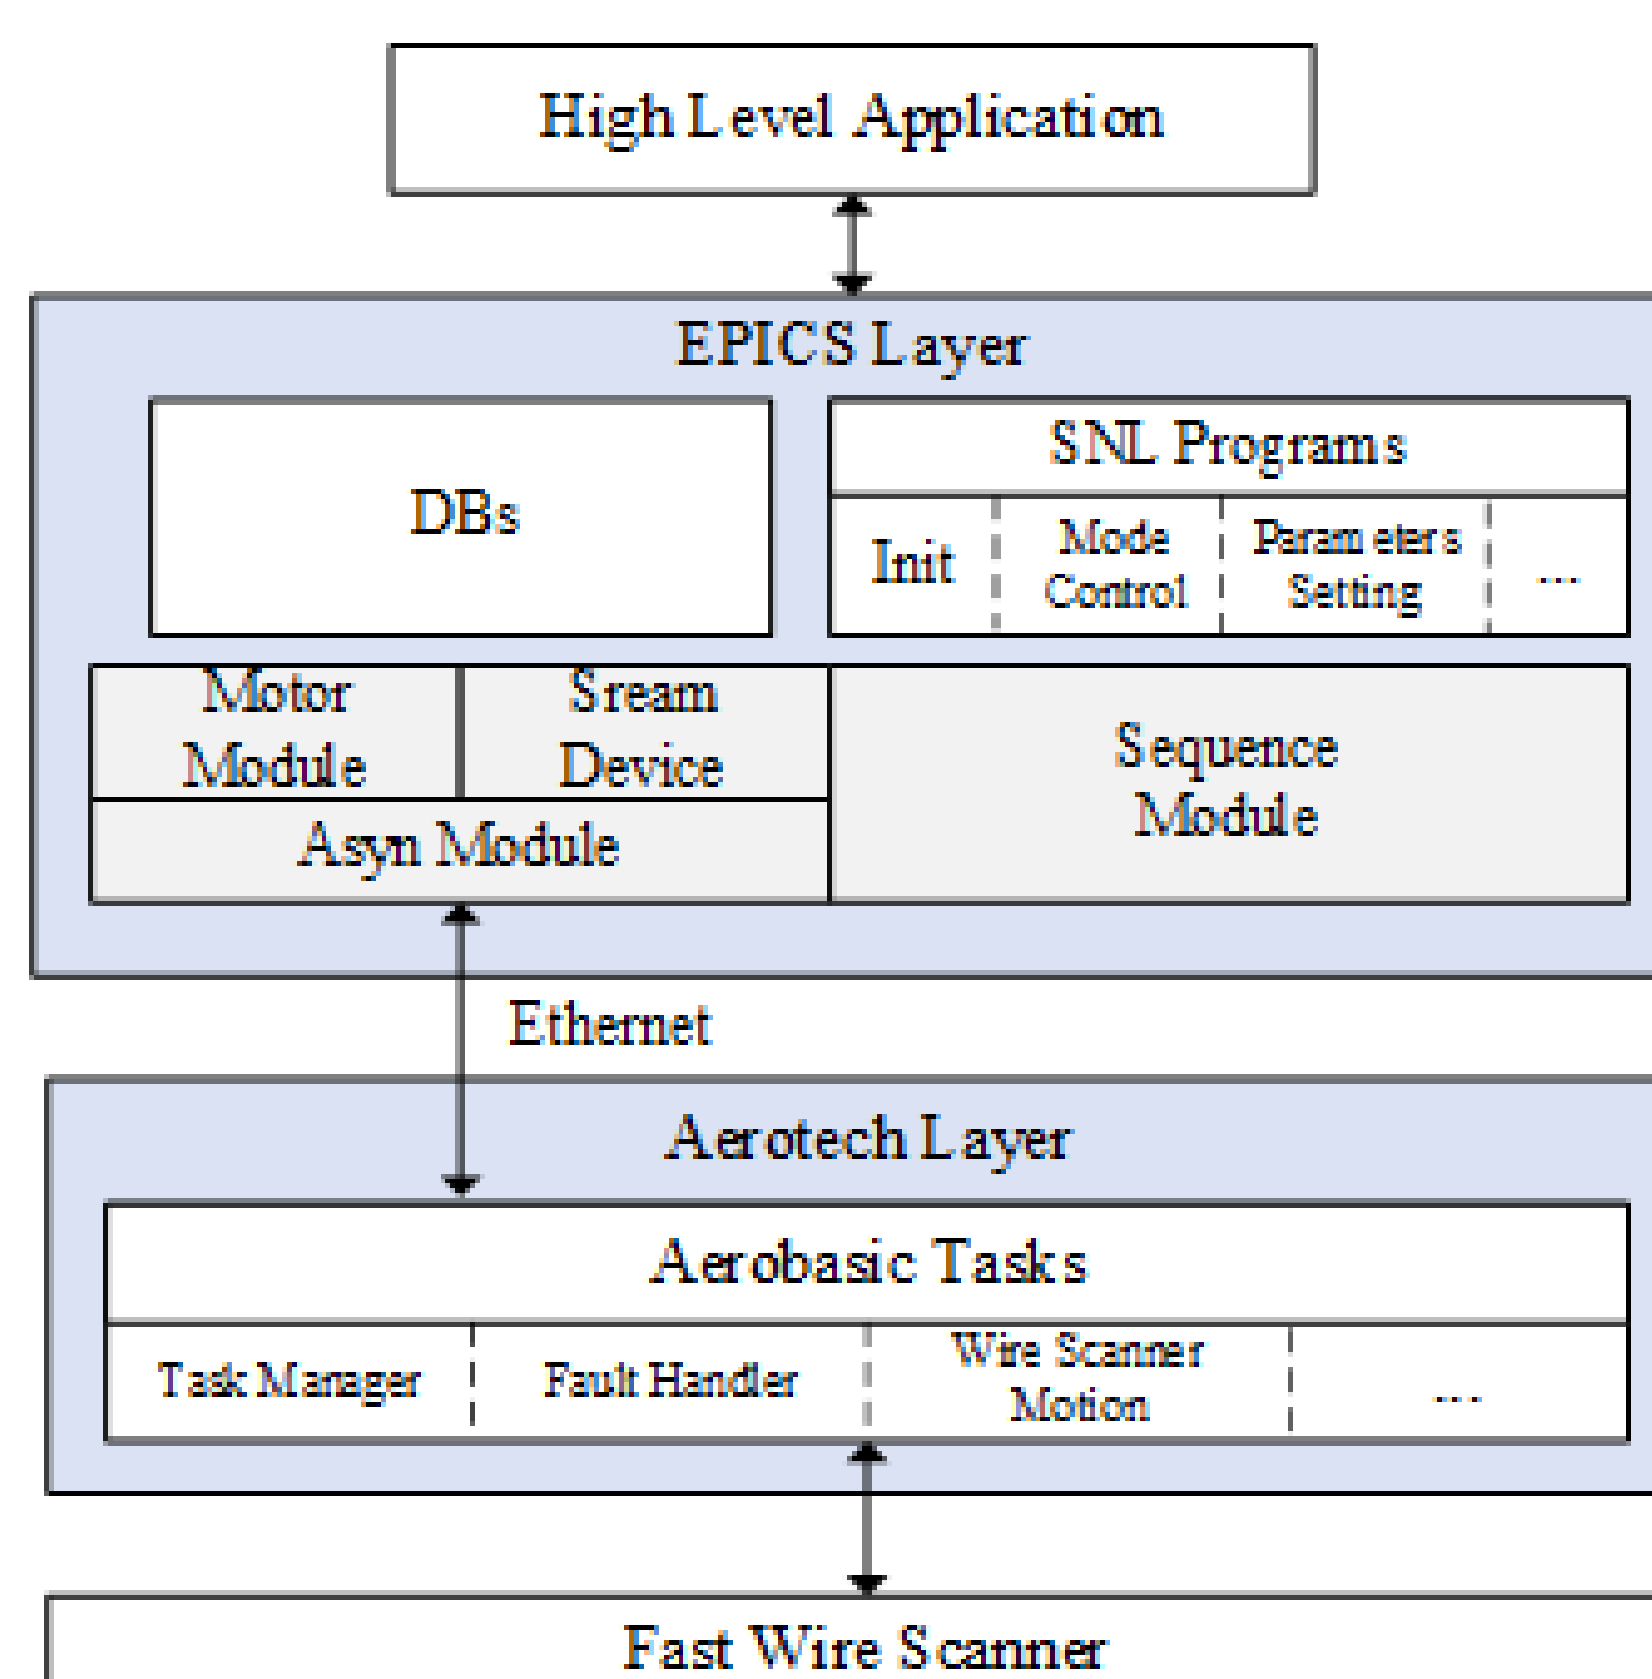 High Level Application
EPICS Layer
DBs
SNL Programs
Init
Mode
Control
Parameters
Setting
...
Motor
Module
Sream
Device
Asyn Module
Sequence
Module
Ethernet
Aerotech Layer
Aerobasic Tasks
Task Manager
Fault Handler
Wire Scanner
Motion
...
Fast Wire Scanner